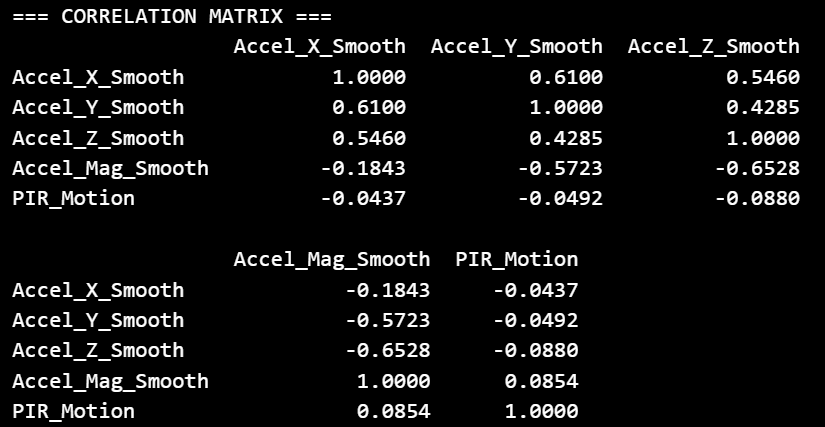 === CORRELATION MATRIX ===
                  Accel_X_Smooth  Accel_Y_Smooth  Accel_Z_Smooth
Accel_X_Smooth            1.0000          0.6100          0.5460
Accel_Y_Smooth            0.6100          1.0000          0.4285
Accel_Z_Smooth            0.5460          0.4285          1.0000
Accel_Mag_Smooth         -0.1843         -0.5723         -0.6528
PIR_Motion               -0.0437         -0.0492         -0.0880

                  Accel_Mag_Smooth  PIR_Motion
Accel_X_Smooth             -0.1843     -0.0437
Accel_Y_Smooth             -0.5723     -0.0492
Accel_Z_Smooth             -0.6528     -0.0880
Accel_Mag_Smooth            1.0000      0.0854
PIR_Motion                  0.0854      1.0000